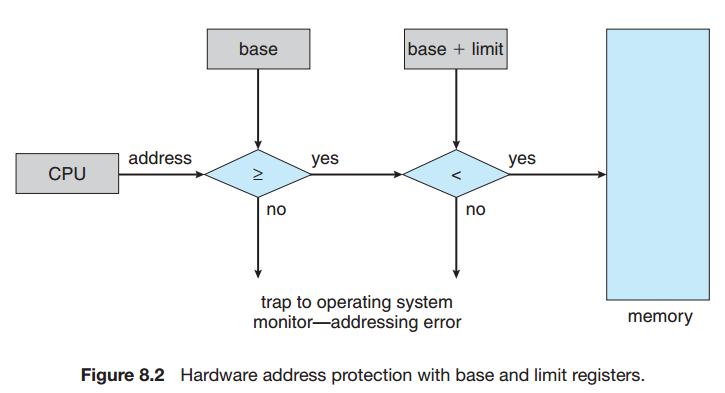 base
base + limit
CPU
address
≥
yes
<
yes
no
no
trap to operating system
monitor—addressing error
memory
Figure 8.2 Hardware address protection with base and limit registers.